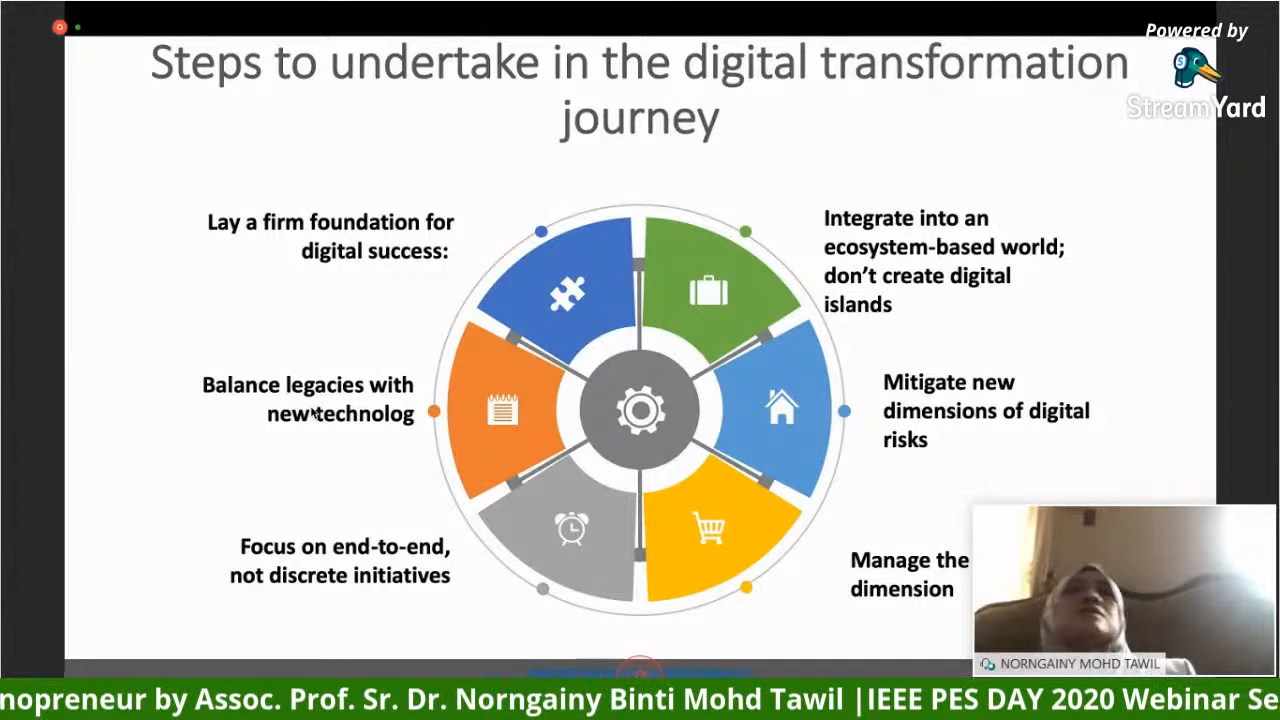 Powered by
StreamYard
Steps to undertake in the digital transformation
journey
Lay a firm foundation for
digital success:
Integrate into an
ecosystem-based world;
don't create digital
islands
Balance legacies with
new technolog
Mitigate new
dimensions of digital
risks
Focus on end-to-end,
not discrete initiatives
Manage the
dimension
NORNGAINY MOHD TAWIL
nopreneur by Assoc. Prof. Sr. Dr. Norngainy Binti Mohd Tawil |IEEE PES DAY 2020 Webinar Se